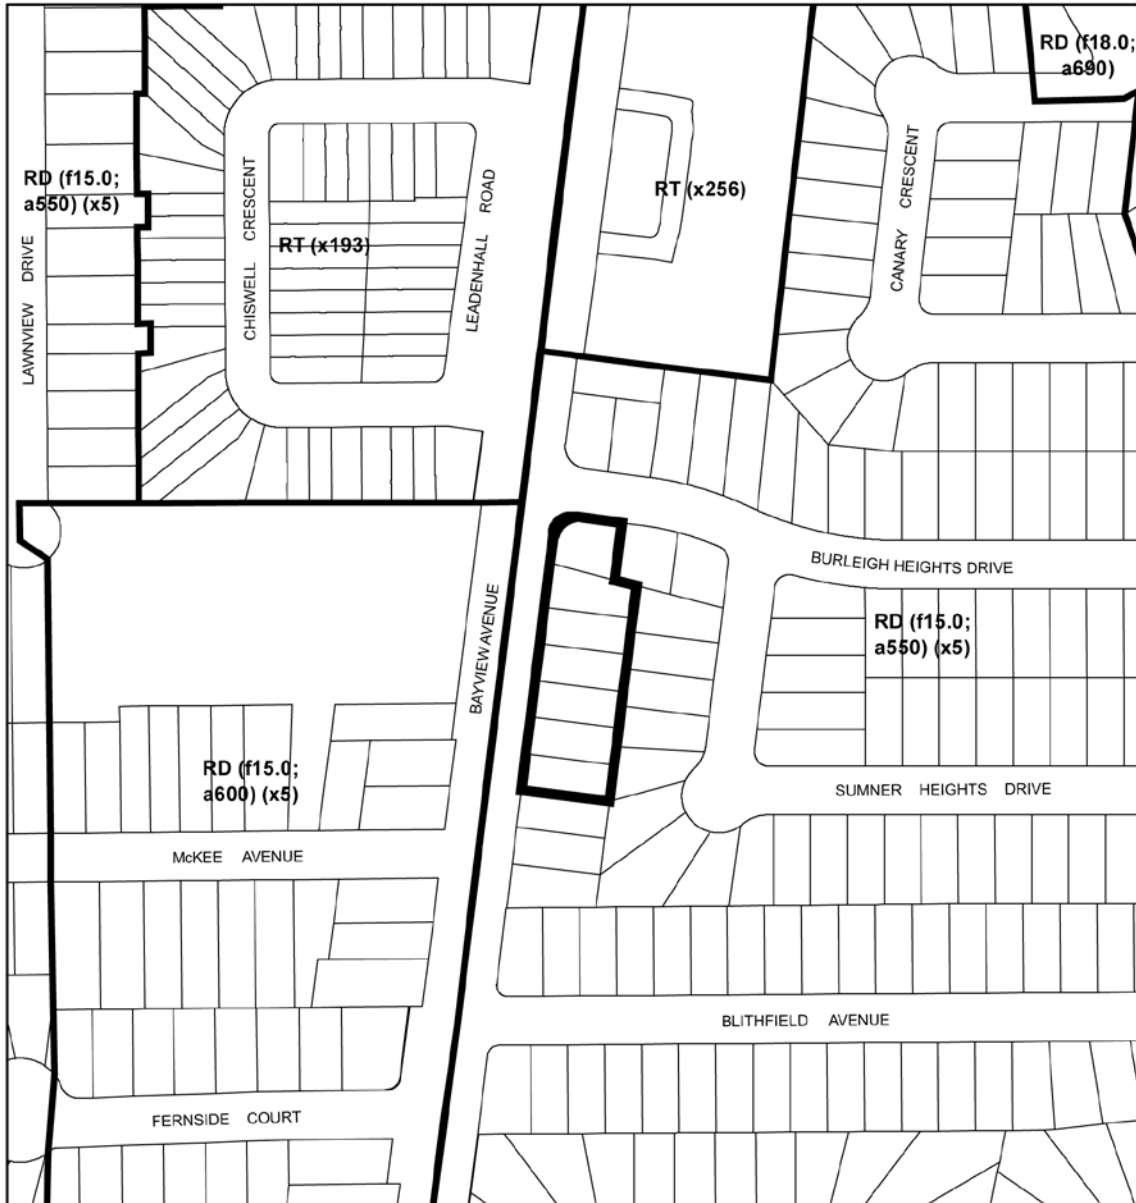 RD (f18.0;
a690)
RD (f15.0;
a550) (x5)
RT (x256)
CANARY CRESCENT
CHISWELL CRESCENT
LEADENHALL ROAD
RT (x193)
LAWNVIEW DRIVE
BURLEIGH HEIGHTS DRIVE
BAYVIEW AVENUE
RD (f15.0;
a550) (x5)
RD (f15.0;
a600) (x5)
SUMNER HEIGHTS DRIVE
McKEE AVENUE
BLITHFIELD AVENUE
FERNSIDE COURT